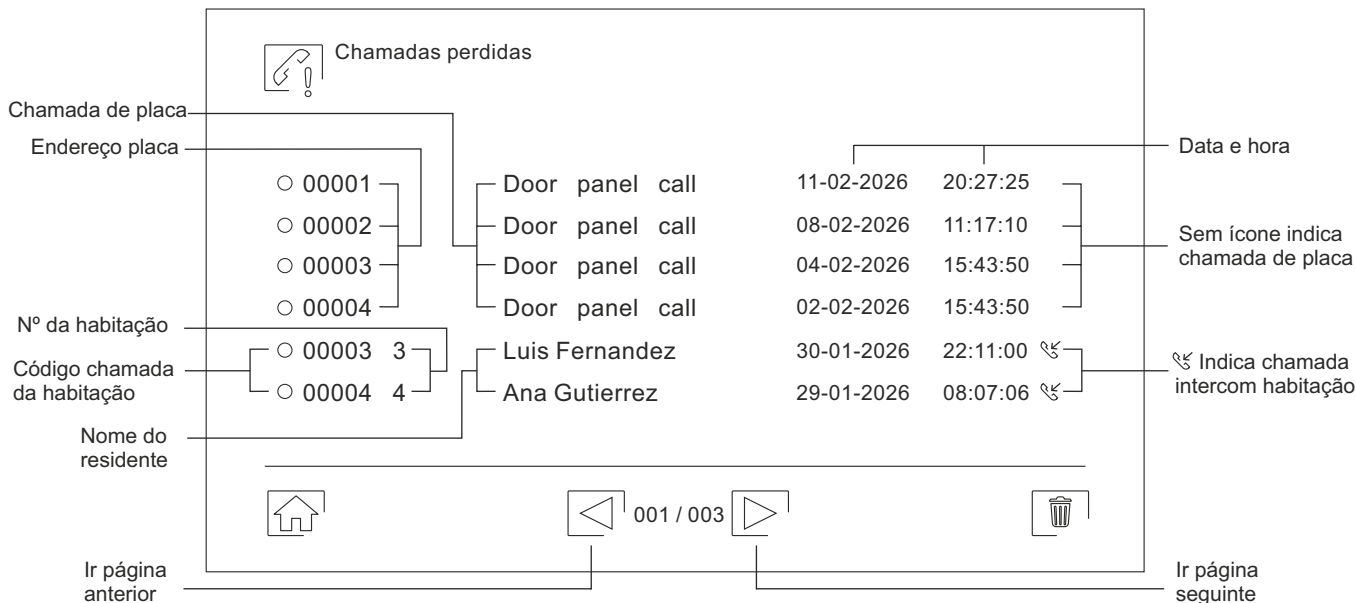 Chamadas perdidas
Chamada de placa
Endereço placa
Data e hora
00001 Door panel call 11-02-2026 20:27:25
00002 Door panel call 08-02-2026 11:17:10
Sem ícone indica
chamada de placa
00003 Door panel call 04-02-2026 15:43:50
00004 Door panel call 02-02-2026 15:43:50
Nº da habitação
00003 3 Luis Fernandez 30-01-2026 22:11:00
Código chamada
da habitação
Indica chamada
intercom habitação
00004 4 Ana Gutierrez 29-01-2026 08:07:06
Nome do
residente
001 / 003
Ir página
anterior
Ir página
seguinte